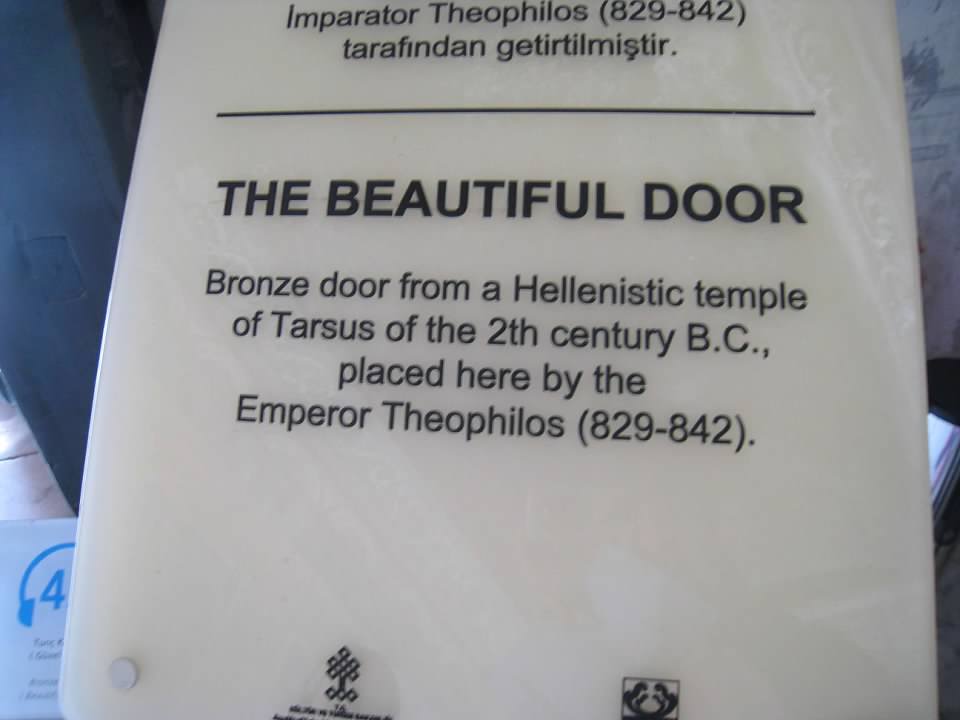 İmparator Theophilos (829-842)
tarafından getirtilmiştir.
THE BEAUTIFUL DOOR
Bronze door from a Hellenistic temple
of Tarsus of the 2th century B.C.,
placed here by the
Emperor Theophilos (829-842).
4
T.C.